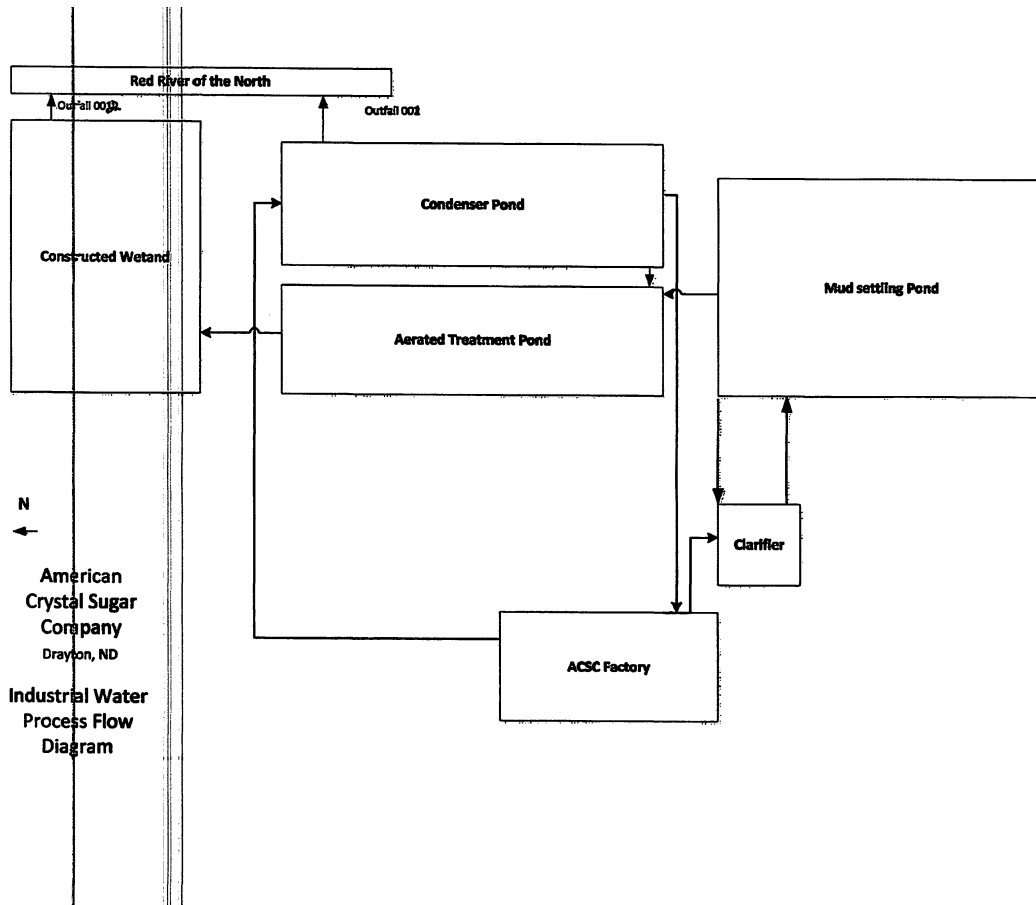 Red River of the North
Outfall
Outfall
Condenser Pond
Constructed Wetand
Mud settling Pond
Aerated Treatment Pond
N
Clarifier
American
Crystal Sugar
Company
Drayton, ND
ACSC Factory
Industrial Water
Process Flow
Diagram